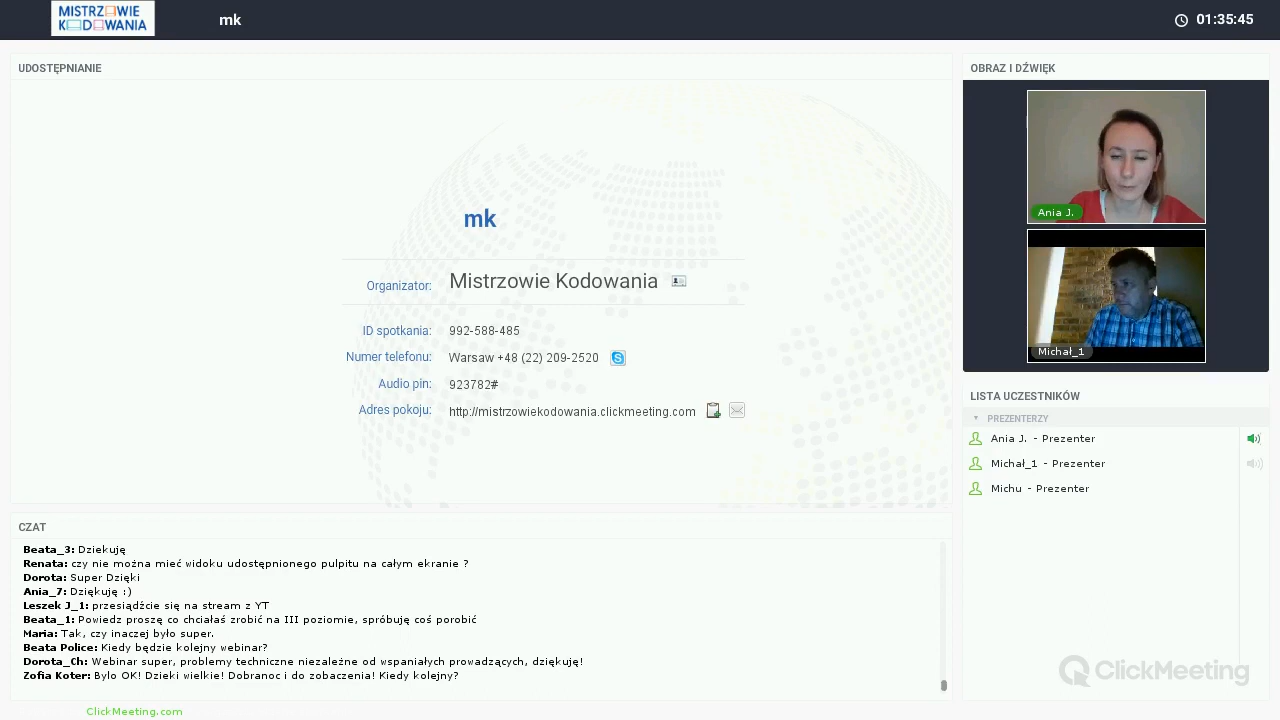 MISTRZOWIE
KODOWANIA
mk
01:35:45
UDOSTĘPNIANIE
mk
Organizator: Mistrzowie Kodowania
ID spotkania: 992-588-485
Numer telefonu: Warsaw +48 (22) 209-2520
Audio pin: 923782#
Adres pokoju: http://mistrzowiekodowania.clickmeeting.com
OBRAZ I DŹWIĘK
Ania J.
Michał_1
LISTA UCZESTNIKÓW
PREZENTERZY
Ania J. - Prezenter
Michał_1 - Prezenter
Michu - Prezenter
CZAT
Beata_3: Dziekuję
Renata: czy nie można mieć widoku udostępnionego pulpitu na całym ekranie ?
Dorota: Super Dzięki
Ania_7: Dziękuję :)
Leszek J_1: przesiądźcie się na stream z YT
Beata_1: Powiedz proszę co chciałaś zrobić na III poziomie, spróbuję coś porobić
Maria: Tak, czy inaczej było super.
Beata Police: Kiedy będzie kolejny webinar?
Dorota_Ch: Webinar super, problemy techniczne niezależne od wspaniałych prowadzących, dziękuję!
Zofia Koter: Bylo OK! Dzieki wielkie! Dobranoc i do zobaczenia! Kiedy kolejny?
ClickMeeting
ClickMeeting.com